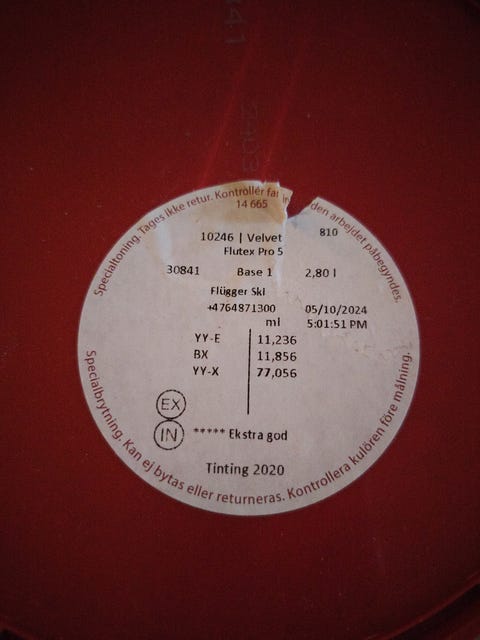 Specialtoning. Tages ikke retur. Kontrollér den arbejdet påbegyndes.
14 665
10246 | Velvet 810
Flutex Pro 5
30841 Base 1 2,80 l
Flügger Ski
+4764871300 05/10/2024
ml 5:01:51 PM
YY-E 11,236
BX 11,856
YY-X 77,056
EX
IN ***** Ekstra god
Tinting 2020
Specialbrytning. Kan ej bytas eller returneras. Kontrollera kulören före målning.